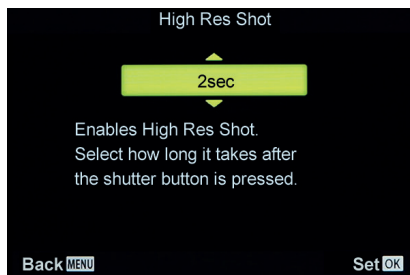 High Res Shot
2sec
Enables High Res Shot.
Select how long it takes after
the shutter button is pressed.
Back MENU Set OK